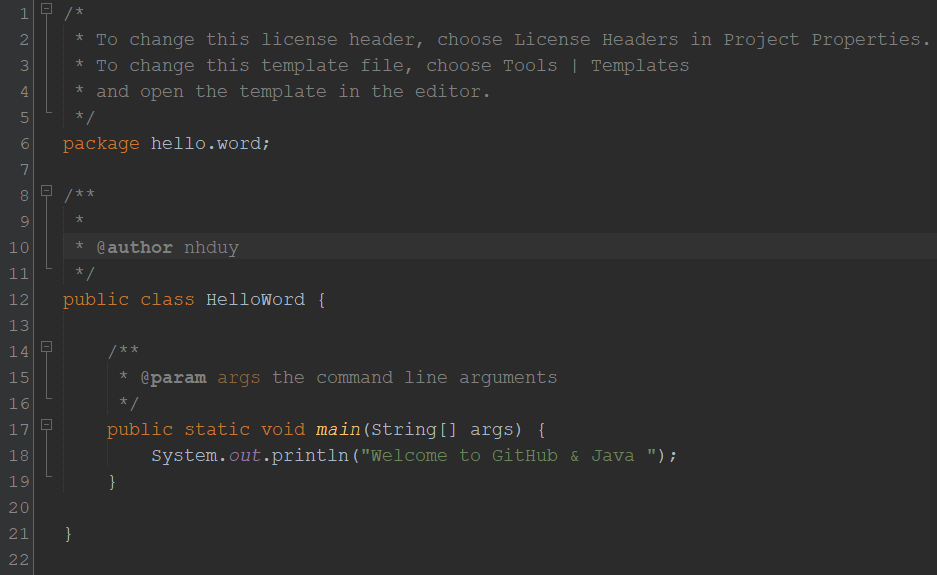 1 /*
2  * To change this license header, choose License Headers in Project Properties.
3  * To change this template file, choose Tools | Templates
4  * and open the template in the editor.
5  */
6 package hello.word;
7
8 /**
9  *
10  * @author nhduy
11  */
12 public class HelloWord {
13
14     /**
15      * @param args the command line arguments
16      */
17     public static void main(String[] args) {
18         System.out.println("Welcome to GitHub & Java ");
19     }
20
21 }
22